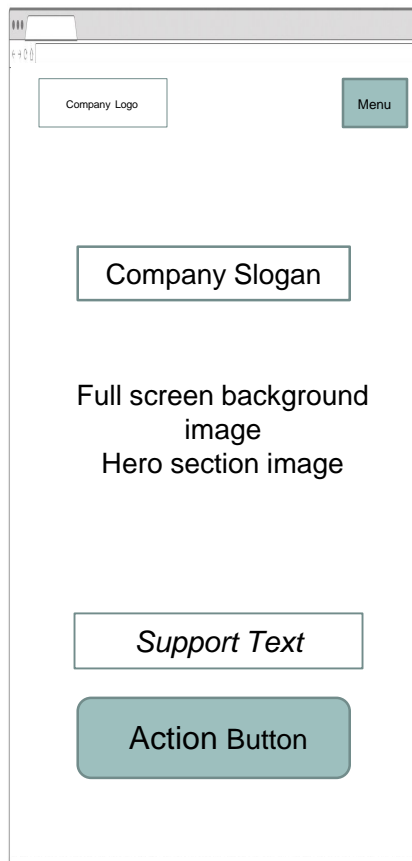 Company Logo
Menu
Company Slogan
Full screen background
image
Hero section image
Support Text
Action Button